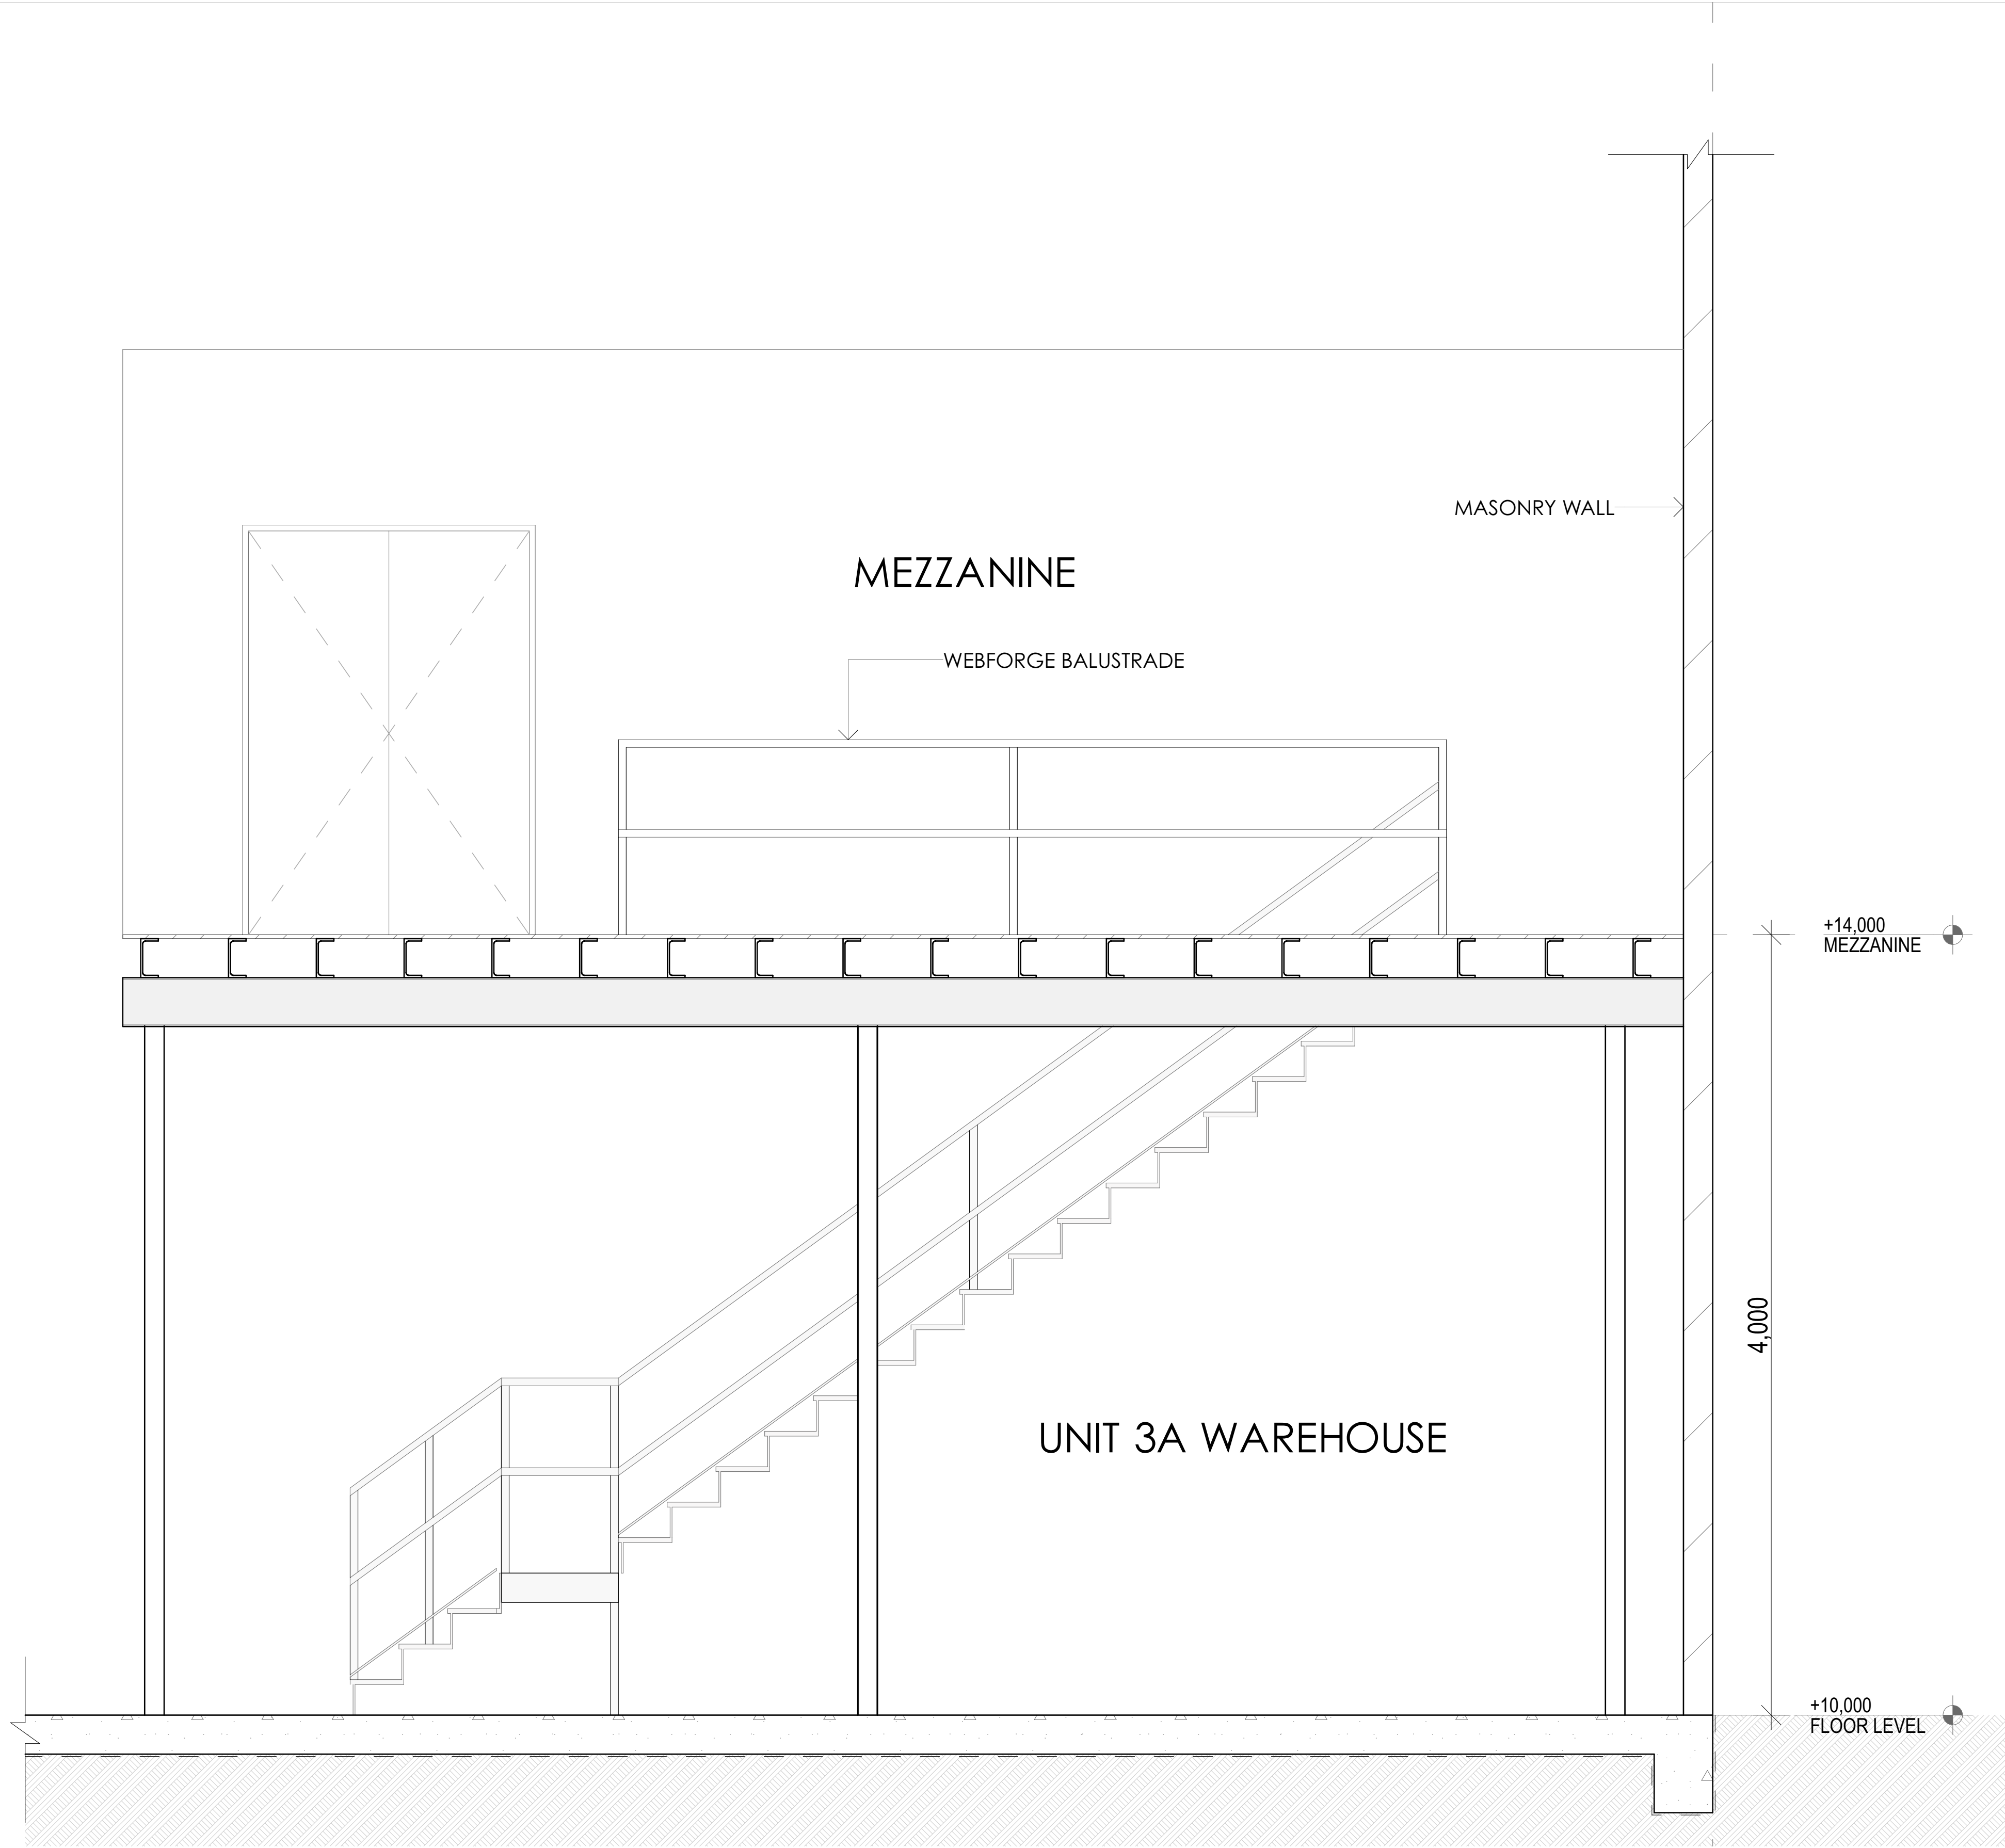 MASONRY WALL
MEZZANINE
WEBFORGE BALUSTRADE
+14,000
MEZZANINE
4,000
UNIT 3A WAREHOUSE
+10,000
FLOOR LEVEL